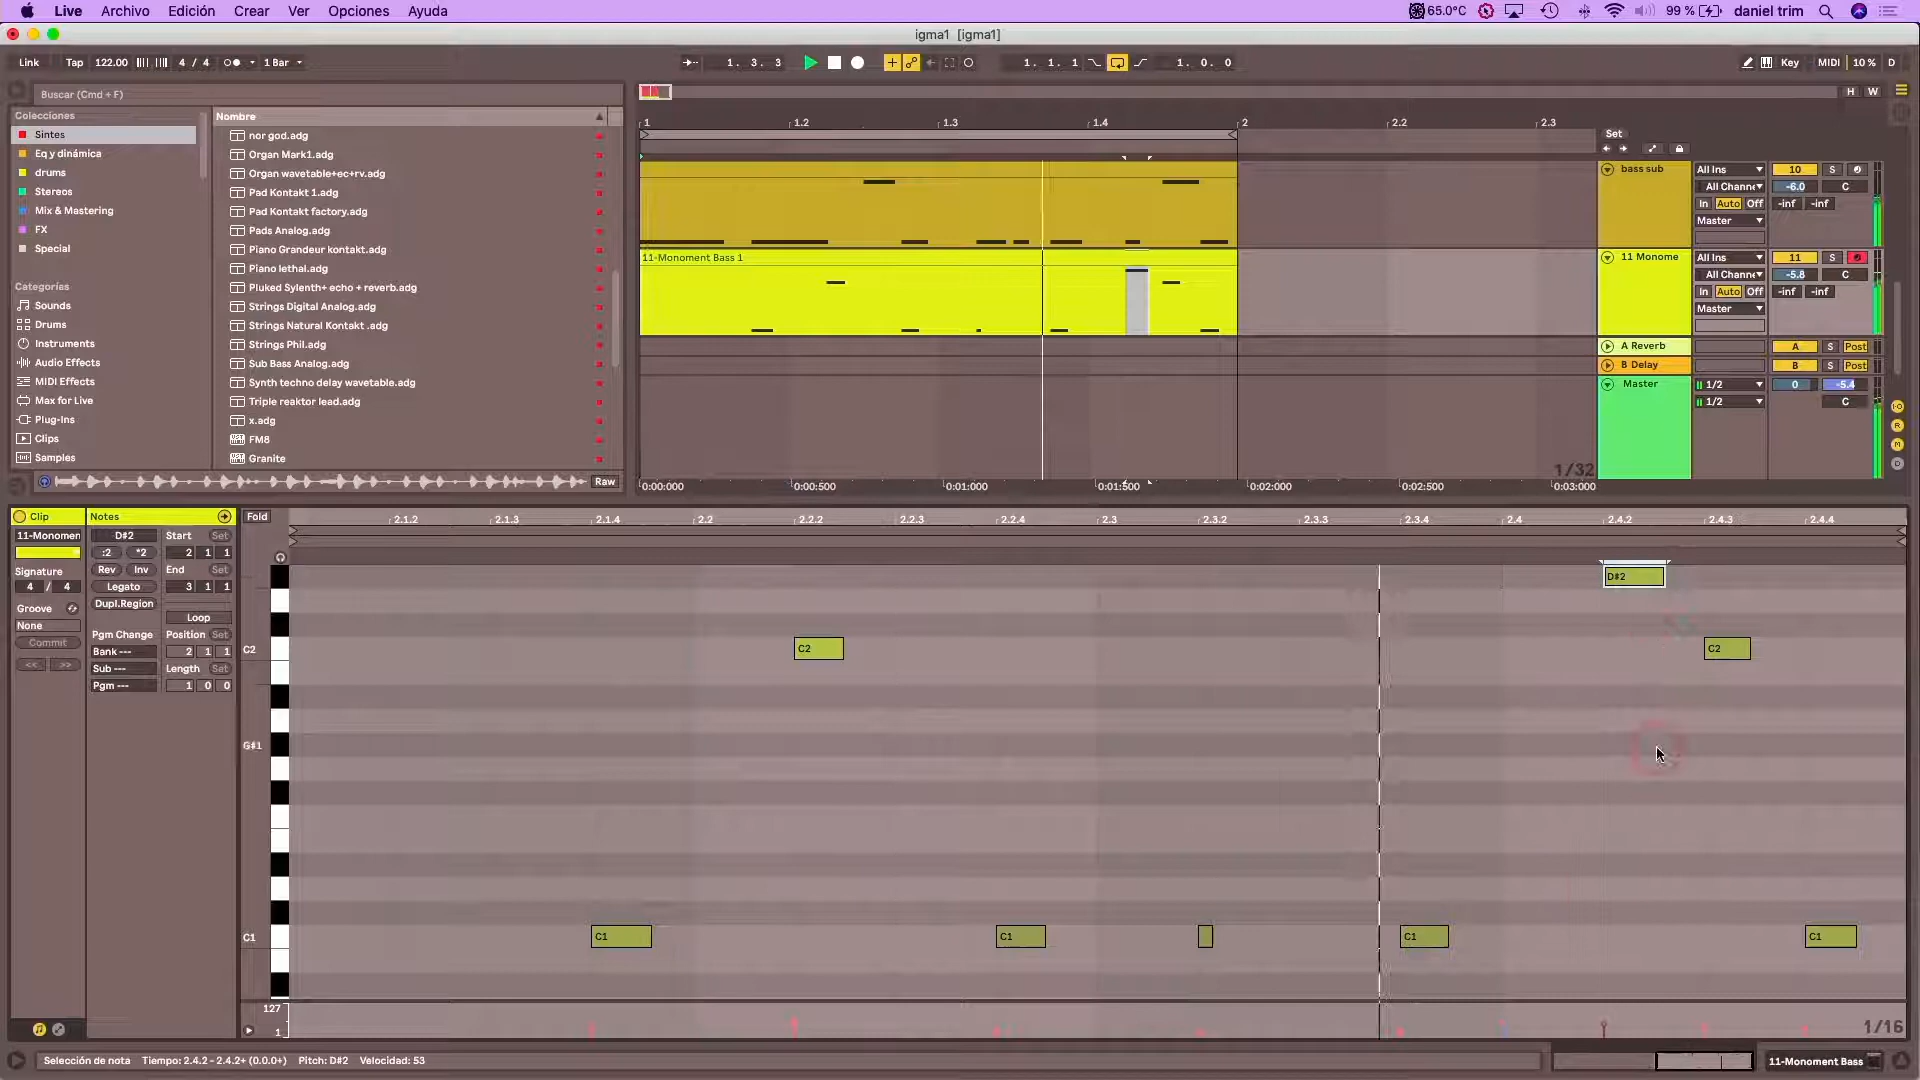 Live Archivo Edición Crear Ver Opciones Ayuda 65.0°C 99 % daniel trim
igma1 [igma1]
Link Tap 122.00 4 / 4 1 Bar 1. 3. 3 1. 1. 1 1. 0. 0 Key MIDI 10 % D
Buscar (Cmd + F)
H W
Colecciones
Sintes
Eq y dinámica
drums
Stereos
Mix & Mastering
FX
Special
Categorías
Sounds
Drums
Instruments
Audio Effects
MIDI Effects
Max for Live
Plug-Ins
Clips
Samples
Nombre
nor god.adg
Organ Mark1.adg
Organ wavetable+ec+rv.adg
Pad Kontakt 1.adg
Pad Kontakt factory.adg
Pads Analog.adg
Piano Grandeur kontakt.adg
Piano lethal.adg
Pluked Sylenth+ echo + reverb.adg
Strings Digital Analog.adg
Strings Natural Kontakt .adg
Strings Phil.adg
Sub Bass Analog.adg
Synth techno delay wavetable.adg
Triple reaktor lead.adg
x.adg
FM8
Granite
Raw
1 1.2 1.3 1.4 2 2.2 2.3
Set
11-Monoment Bass 1
1/32
0:00:000 0:00:500 0:01:000 0:01:500 0:02:000 0:02:500 0:03:000
bass sub All Ins 10 S
All Channe -6.0 C
In Auto Off -inf -inf
Master
11 Monome All Ins 11 S
All Channe -5.8 C
In Auto Off -inf -inf
Master
A Reverb A S Post
B Delay B S Post
Master 1/2 0 -5.4
1/2 C
I-O
R
M
D
Clip Notes Fold
11-Monomen D#2 Start Set
:2 *2 2 1 1
Signature Rev Inv End Set
4 / 4 Legato 3 1 1
Groove Dupl.Region
None Loop
Commit Pgm Change Position Set
<< >> Bank --- 2 1 1
Sub --- Length Set
Pgm --- 1 0 0
2.1.2 2.1.3 2.1.4 2.2 2.2.2 2.2.3 2.2.4 2.3 2.3.2 2.3.3 2.3.4 2.4 2.4.2 2.4.3 2.4.4
D#2
C2 C2 C2
G#1
C1 C1 C1 C1 C1
127
1
1/16
Selección de nota Tiempo: 2.4.2 - 2.4.2+ (0.0.0+) Pitch: D#2 Velocidad: 53
11-Monoment Bass